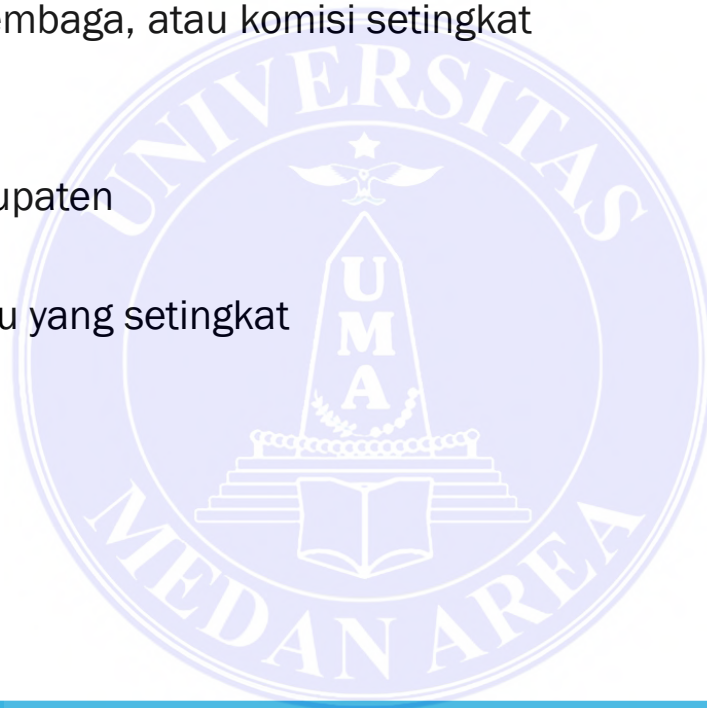 embaga, atau komisi setingkat
upaten
u yang setingkat
UNIVERSITAS
U
M
A
MEDAN AREA